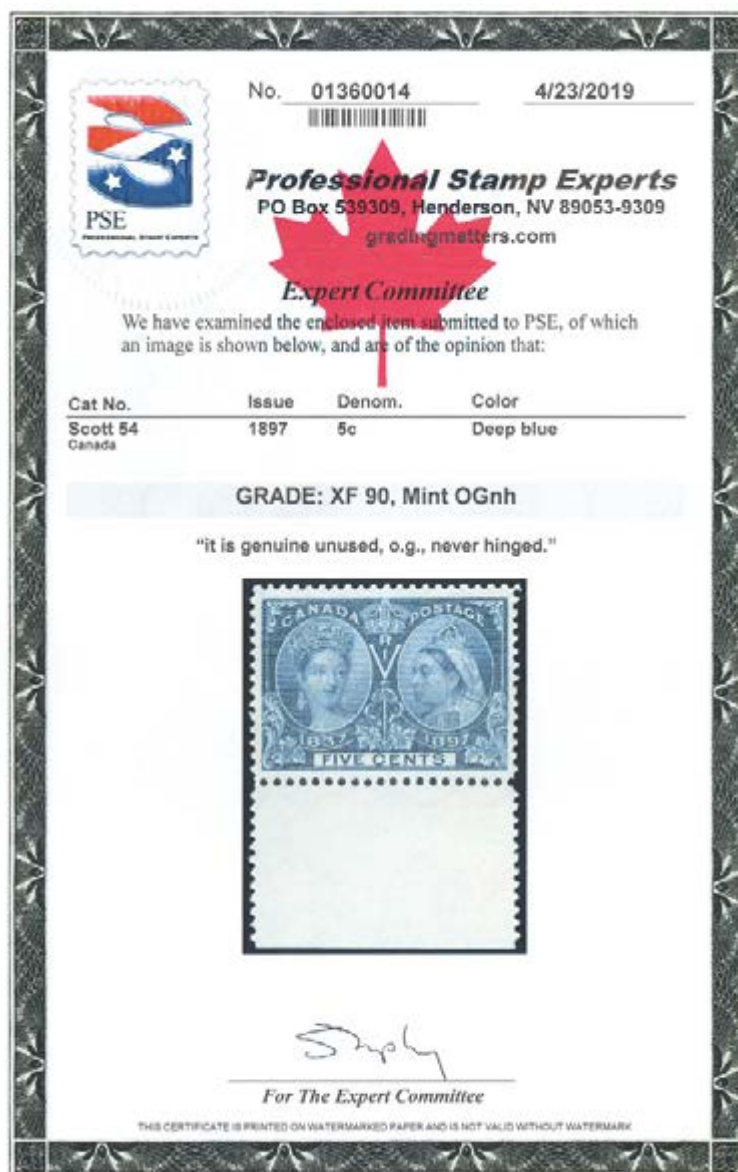 No. 01360014 4/23/2019
PSE
PROFESSIONAL STAMP EXPERTS
Professional Stamp Experts
PO Box 539309, Henderson, NV 89053-9309
gradingmatters.com
Expert Committee
We have examined the enclosed item submitted to PSE, of which
an image is shown below, and are of the opinion that:
Cat No. Issue Denom. Color
Scott 54 1897 5c Deep blue
Canada
GRADE: XF 90, Mint OGnh
"it is genuine unused, o.g., never hinged."
CANADA POSTAGE
V R I
1837 1897
FIVE CENTS
For The Expert Committee
THIS CERTIFICATE IS PRINTED ON WATERMARKED PAPER AND IS NOT VALID WITHOUT WATERMARK